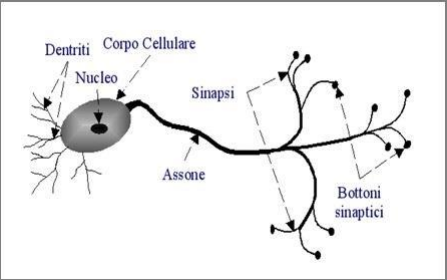 Dentriti
Corpo Cellulare
Nucleo
Sinapsi
Assone
Bottoni
sinaptici